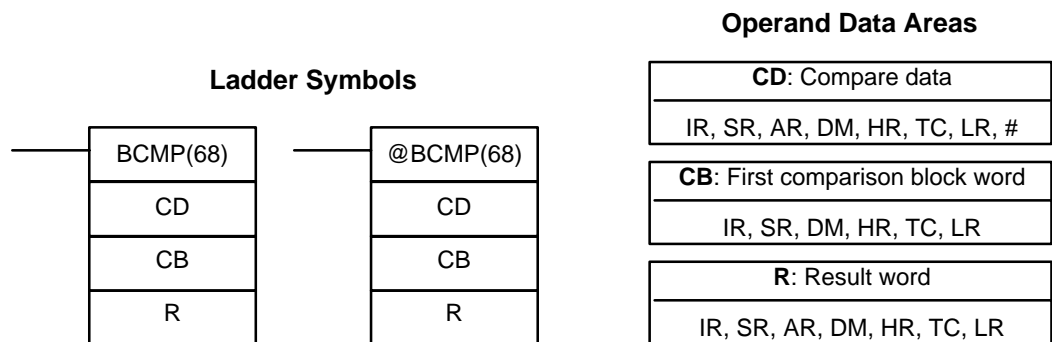 Ladder Symbols
BCMP(68)
CD
CB
R
@BCMP(68)
CD
CB
R
Operand Data Areas
CD: Compare data
IR, SR, AR, DM, HR, TC, LR, #
CB: First comparison block word
IR, SR, DM, HR, TC, LR
R: Result word
IR, SR, AR, DM, HR, TC, LR